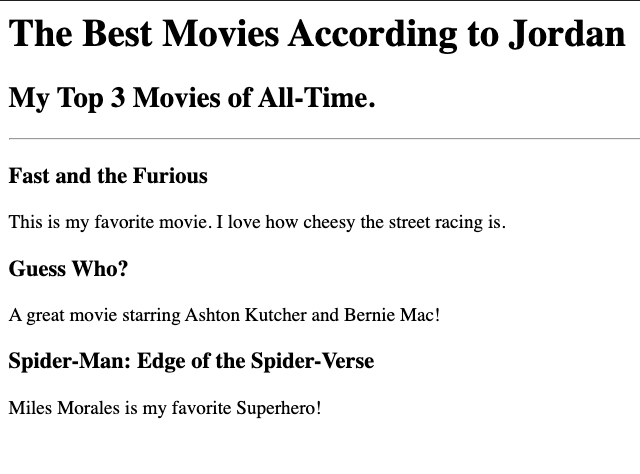 The Best Movies According to Jordan
My Top 3 Movies of All-Time.
Fast and the Furious
This is my favorite movie. I love how cheesy the street racing is.
Guess Who?
A great movie starring Ashton Kutcher and Bernie Mac!
Spider-Man: Edge of the Spider-Verse
Miles Morales is my favorite Superhero!